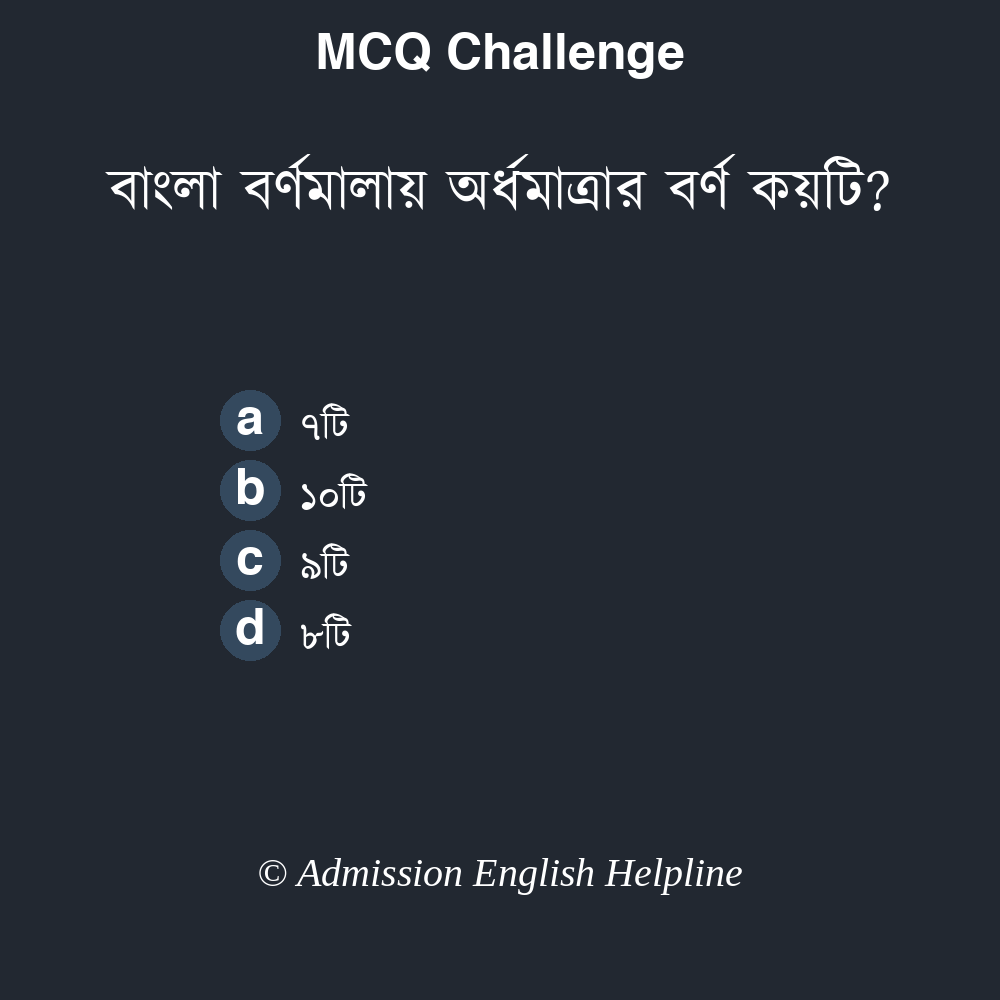 MCQ Challenge
বাংলা বর্ণমালায় অর্ধমাত্রার বর্ণ কয়টি?
a ৭টি
b ১০টি
c ৯টি
d ৮টি
© Admission English Helpline